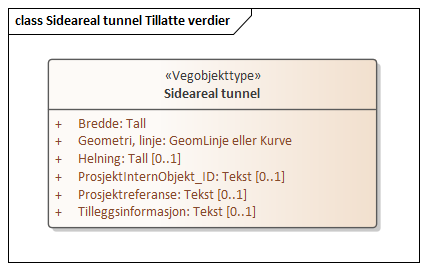 class Sideareal tunnel Tillatte verdier
«Vegobjekttype»
Sideareal tunnel
+ Bredde: Tall
+ Geometri, linje: GeomLinje eller Kurve
+ Helning: Tall [0..1]
+ ProsjektInternObjekt_ID: Tekst [0..1]
+ Prosjektreferanse: Tekst [0..1]
+ Tilleggsinformasjon: Tekst [0..1]